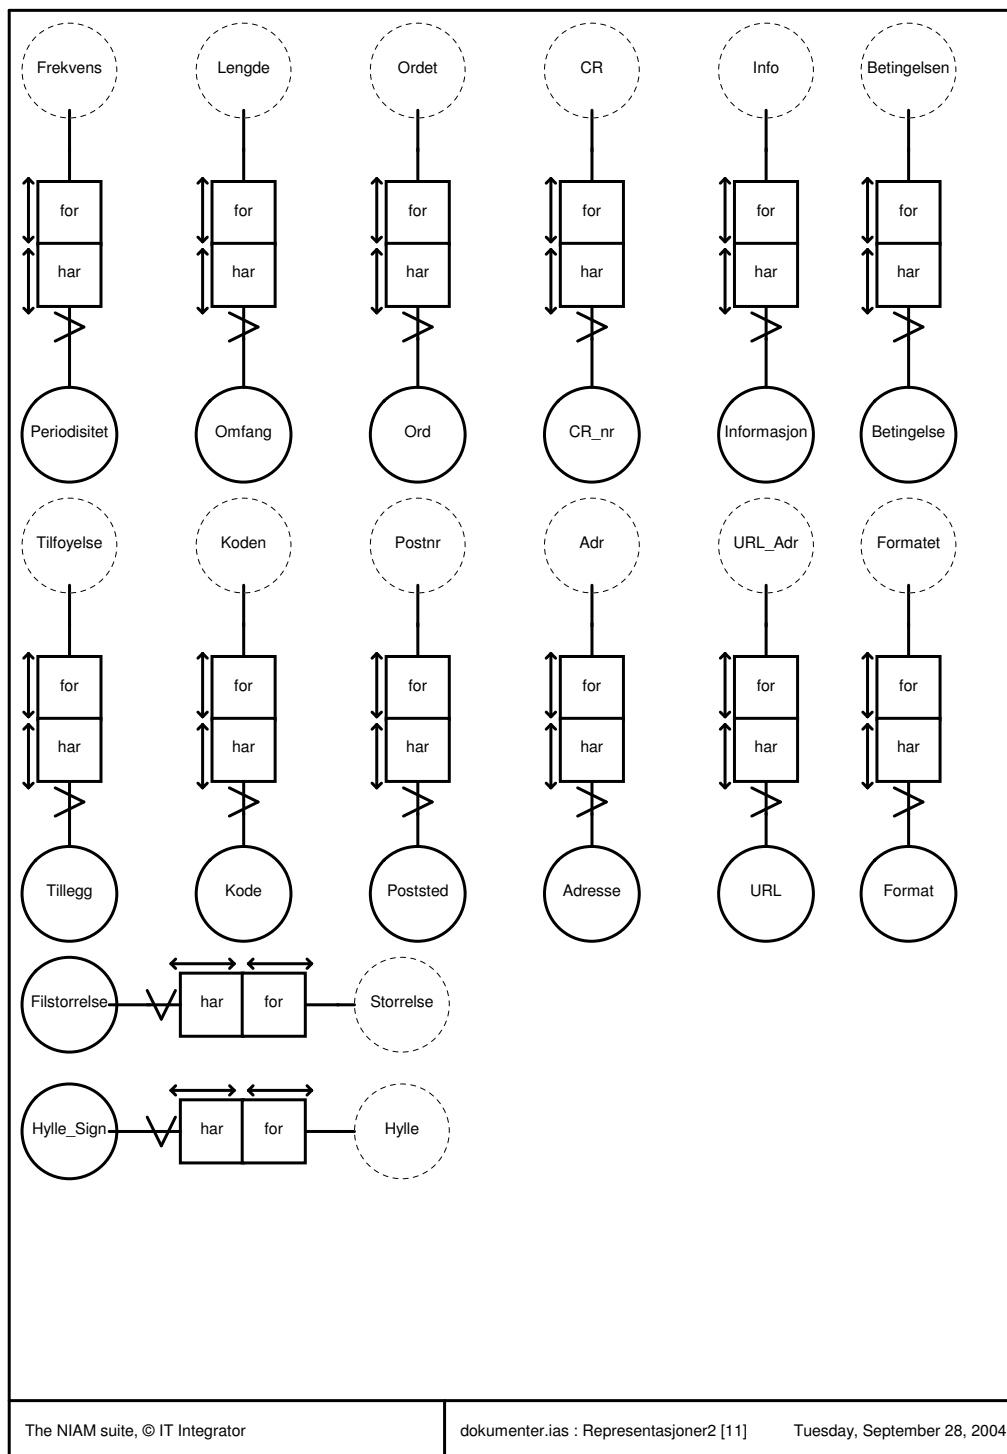 Frekvens Lengde Ordet CR Info Betingelsen
for for for for for for
har har har har har har
Periodisitet Omfang Ord CR_nr Informasjon Betingelse
Tilfoyelse Koden Postnr Adr URL_Adr Formatet
for for for for for for
har har har har har har
Tillegg Kode Poststed Adresse URL Format
Filstorrelse har for Storrelse
Hylle_Sign har for Hylle
The NIAM suite, © IT Integrator dokumenter.ias : Representasjoner2 [11] Tuesday, September 28, 2004